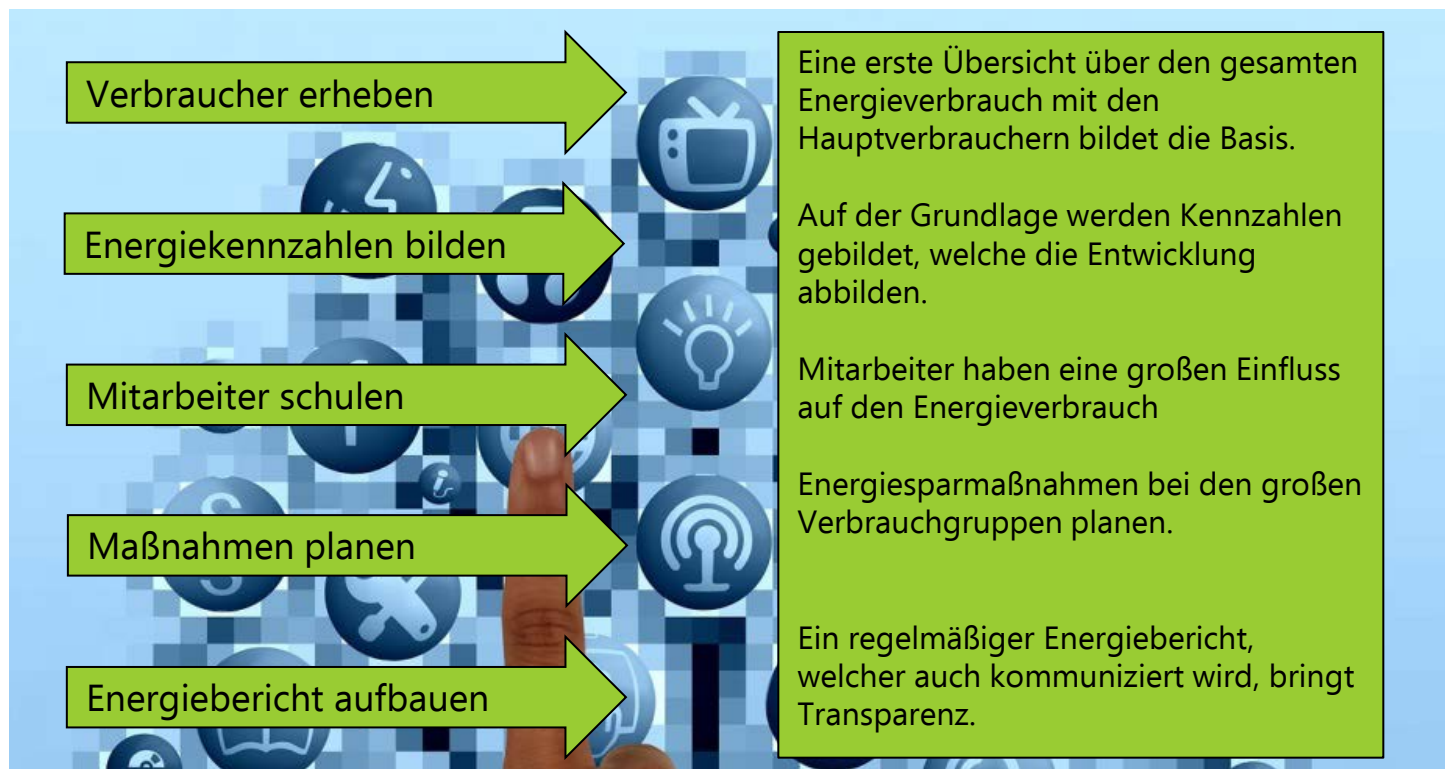 Verbraucher erheben
Eine erste Übersicht über den gesamten
Energieverbrauch mit den
Hauptverbrauchern bildet die Basis.
Energiekennzahlen bilden
Auf der Grundlage werden Kennzahlen
gebildet, welche die Entwicklung
abbilden.
Mitarbeiter schulen
Mitarbeiter haben eine großen Einfluss
auf den Energieverbrauch
Maßnahmen planen
Energiesparmaßnahmen bei den großen
Verbrauchgruppen planen.
Energiebericht aufbauen
Ein regelmäßiger Energiebericht,
welcher auch kommuniziert wird, bringt
Transparenz.